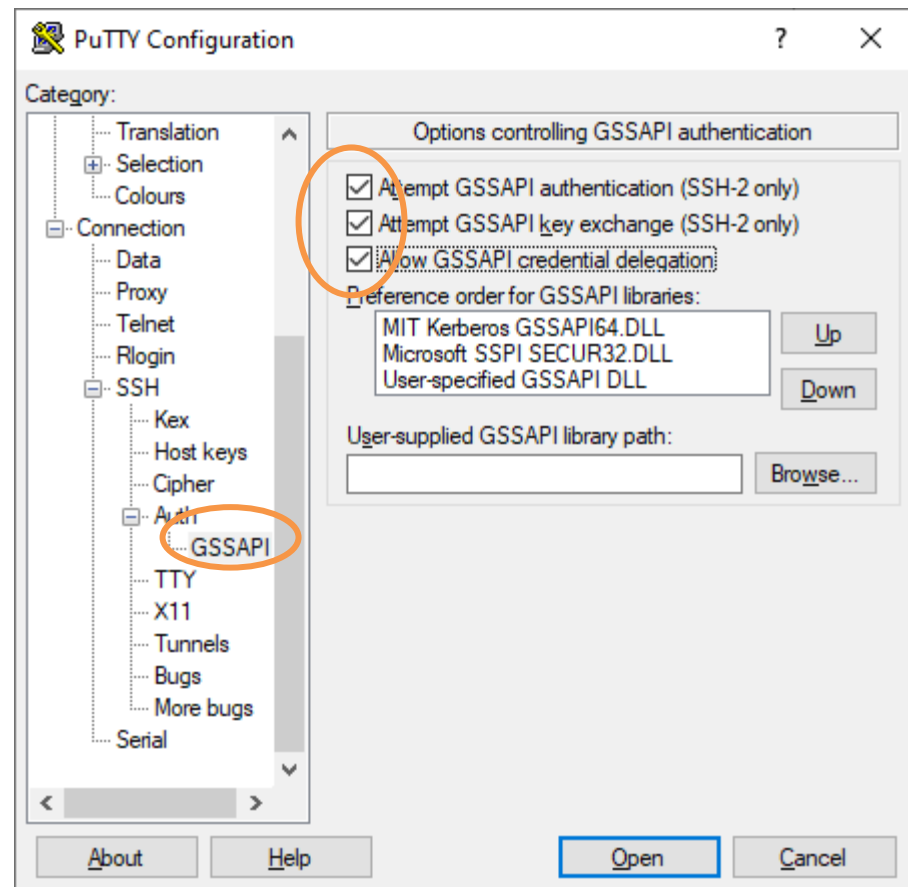 PuTTY Configuration
?
Category:
Translation
Selection
Colours
Connection
Data
Proxy
Telnet
Rlogin
SSH
Kex
Host keys
Cipher
Auth
GSSAPI
TTY
X11
Tunnels
Bugs
More bugs
Serial
Options controlling GSSAPI authentication
Attempt GSSAPI authentication (SSH-2 only)
Attempt GSSAPI key exchange (SSH-2 only)
Allow GSSAPI credential delegation
Preference order for GSSAPI libraries:
MIT Kerberos GSSAPI64.DLL
Microsoft SSPI SECUR32.DLL
User-specified GSSAPI DLL
Up
Down
User-supplied GSSAPI library path:
Browse...
About
Help
Open
Cancel